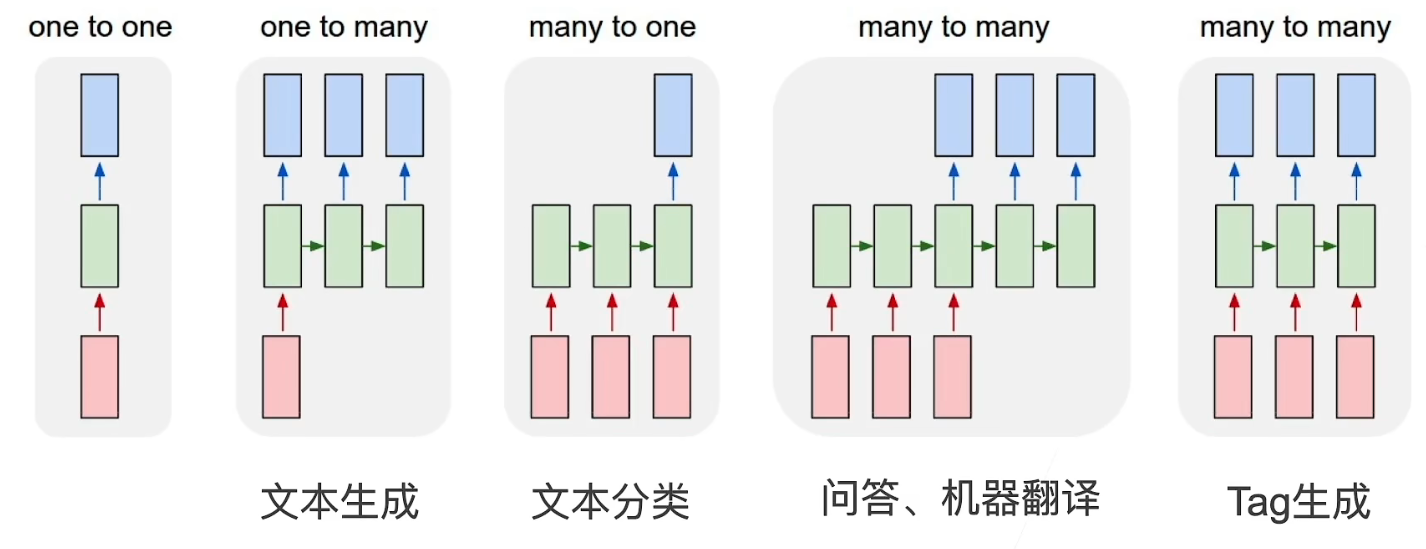 one to one
one to many
many to one
many to many
many to many
文本生成
文本分类
问答、机器翻译
Tag生成